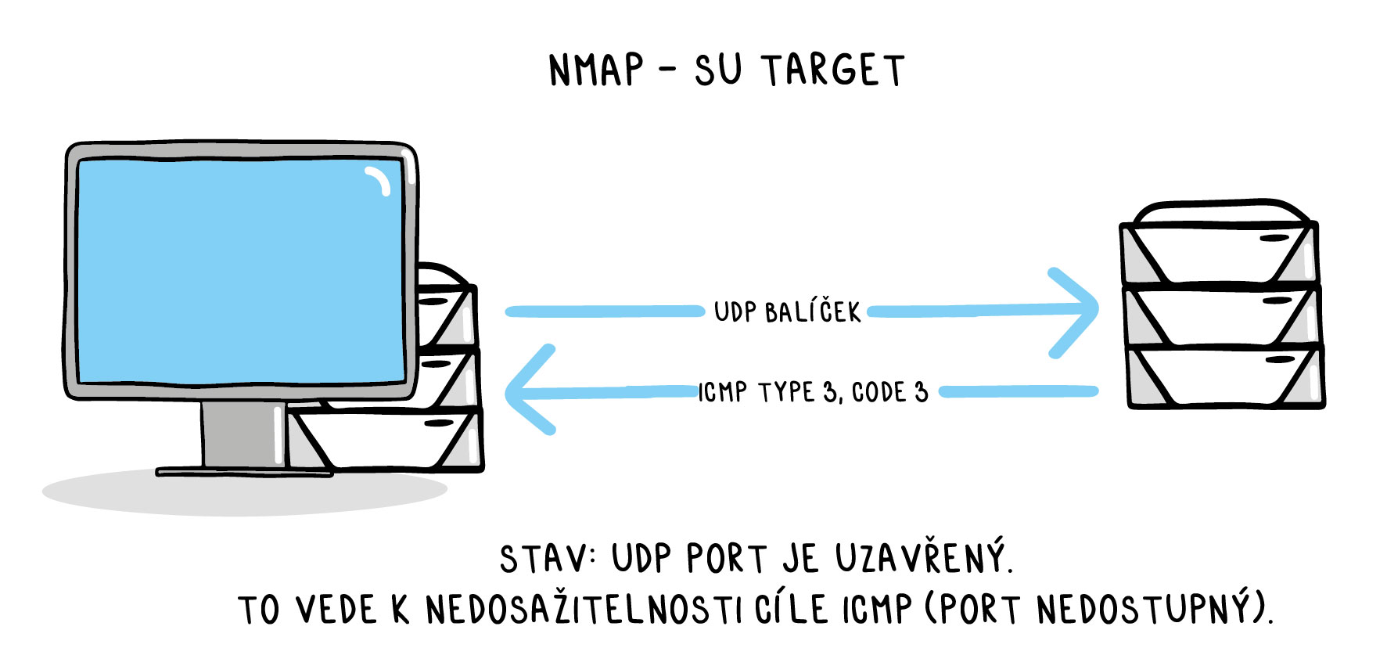 NMAP - SU TARGET
UDP BALÍČEK
ICMP TYPE 3, CODE 3
STAV: UDP PORT JE UZAVŘENÝ.
TO VEDE K NEDOSAŽITELNOSTI CÍLE ICMP (PORT NEDOSTUPNÝ).